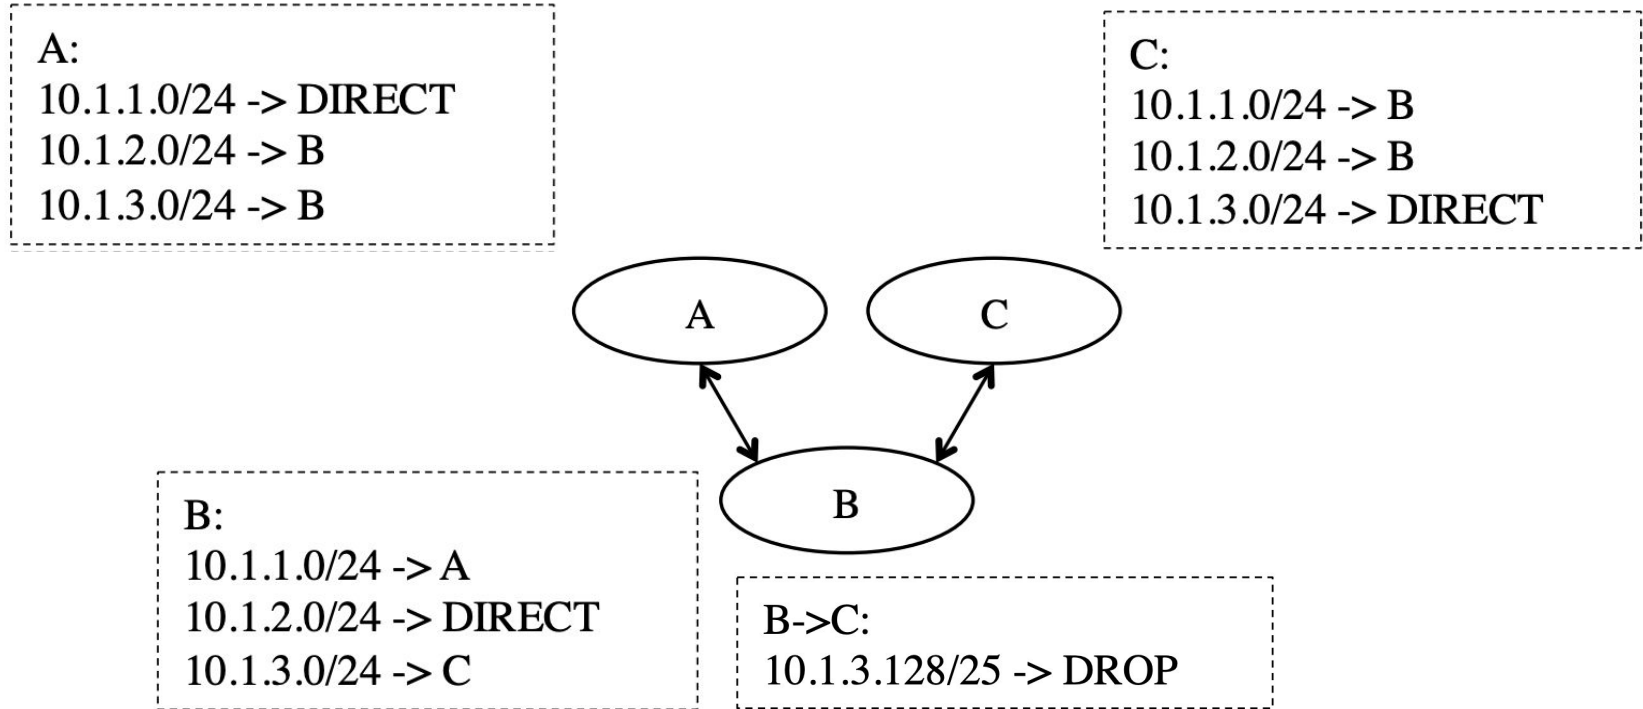 A:
10.1.1.0/24 -> DIRECT
10.1.2.0/24 -> B
10.1.3.0/24 -> B
C:
10.1.1.0/24 -> B
10.1.2.0/24 -> B
10.1.3.0/24 -> DIRECT
A
C
B
B:
10.1.1.0/24 -> A
10.1.2.0/24 -> DIRECT
10.1.3.0/24 -> C
B->C:
10.1.3.128/25 -> DROP